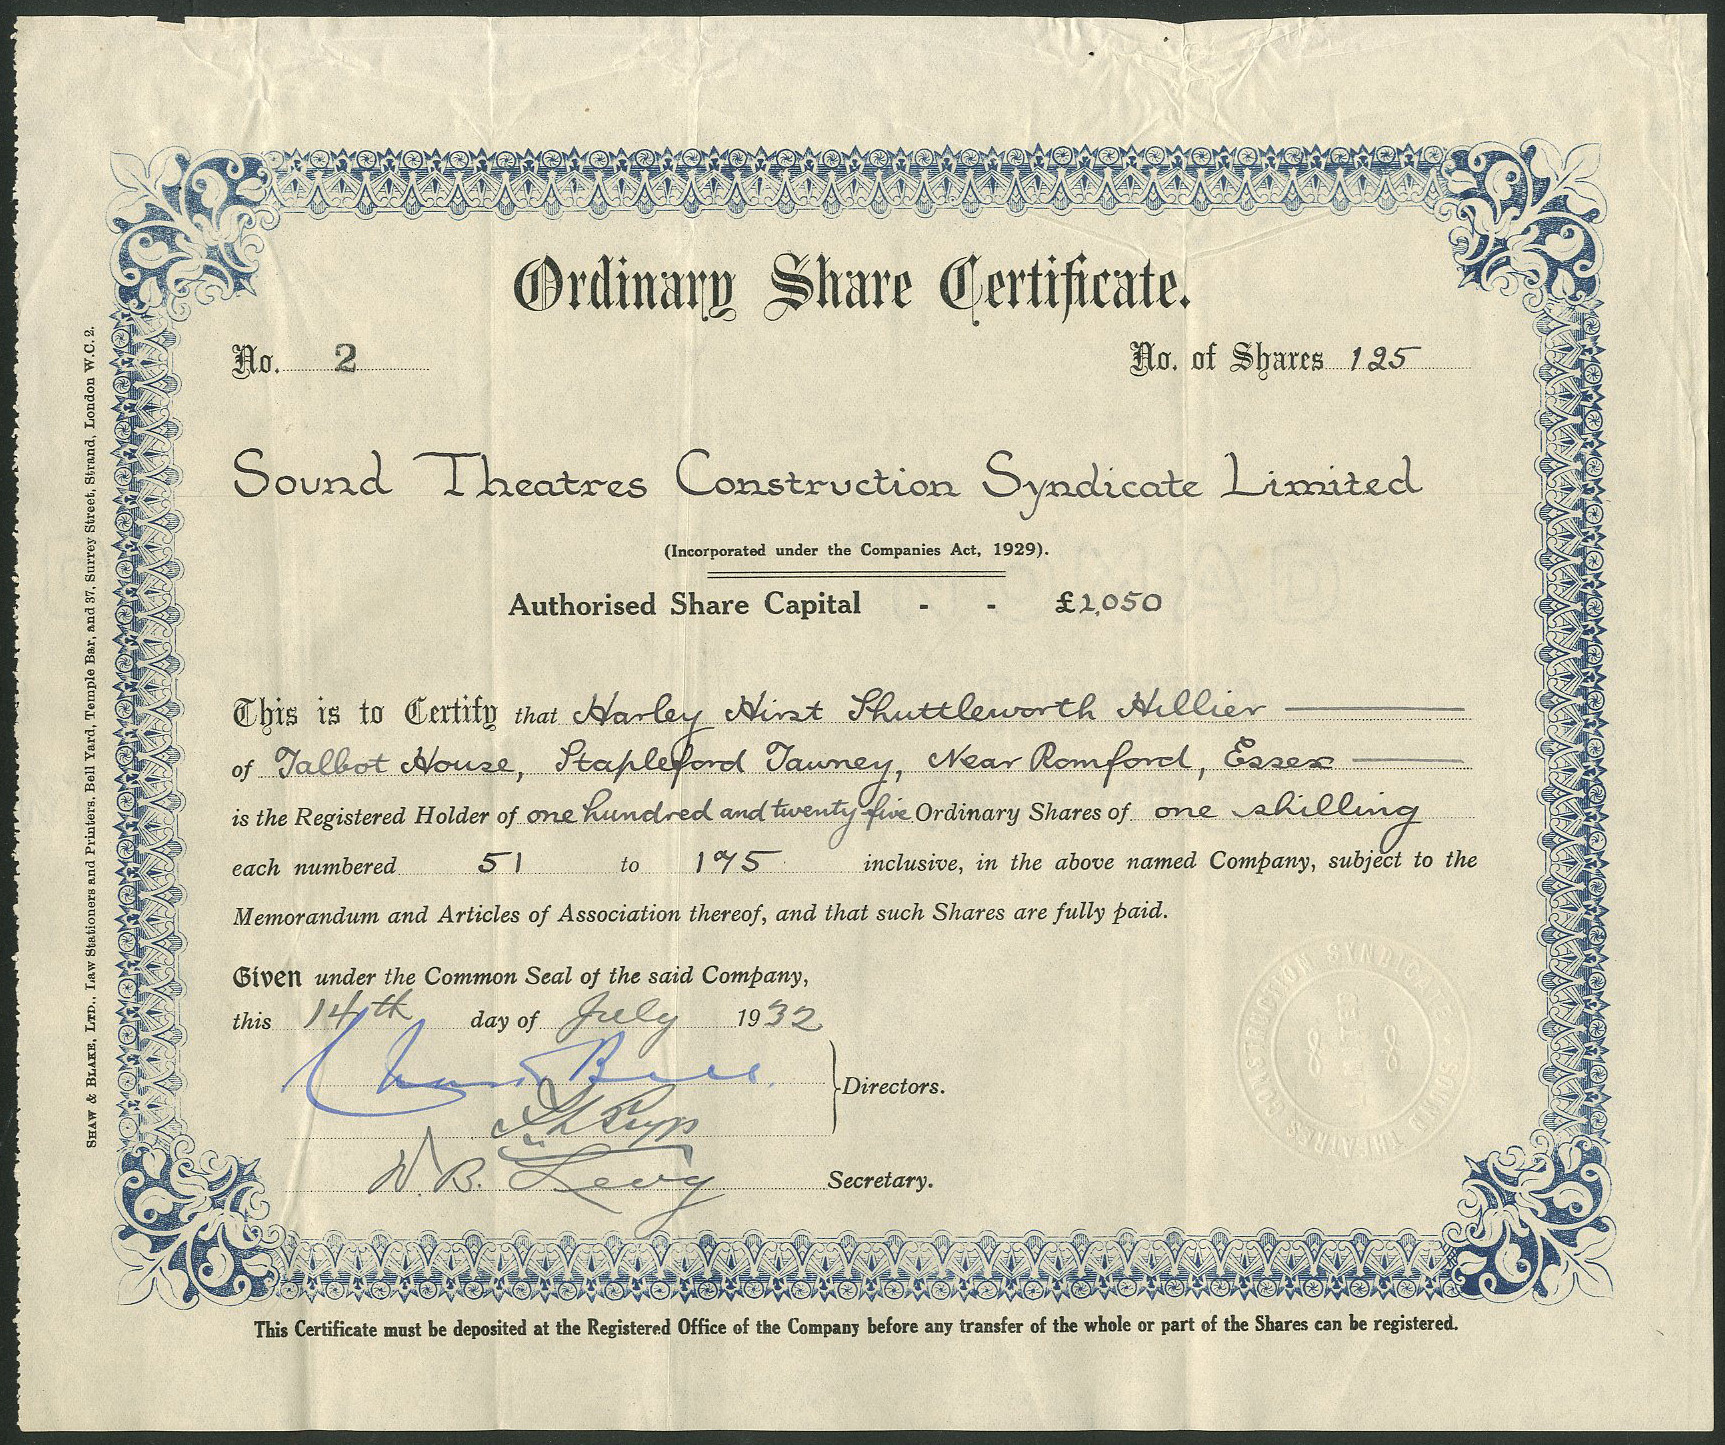 Ordinary Share Certificate.
No. 2
No. of Shares 125
Sound Theatres Construction Syndicate Limited
(Incorporated under the Companies Act, 1929).
Authorised Share Capital - - £1,050
This is to Certify that Harley Hirst Shuttleworth Hillier
of Talbot House, Stapleford Tawney, Near Romford, Essex
is the Registered Holder of one hundred and twenty five Ordinary Shares of one shilling
each numbered 51 to 175 inclusive, in the above named Company, subject to the
Memorandum and Articles of Association thereof, and that such Shares are fully paid.
Given under the Common Seal of the said Company,
this 14th day of July 1932
Directors.
W. B. Levy Secretary.
SOUND THEATRES CONSTRUCTION SYNDICATE
This Certificate must be deposited at the Registered Office of the Company before any transfer of the whole or part of the Shares can be registered.
SHAW & BLAKE, LTD., Law Stationers and Printers, Bell Yard, Temple Bar, and 37, Surrey Street, Strand, London W.C. 2.